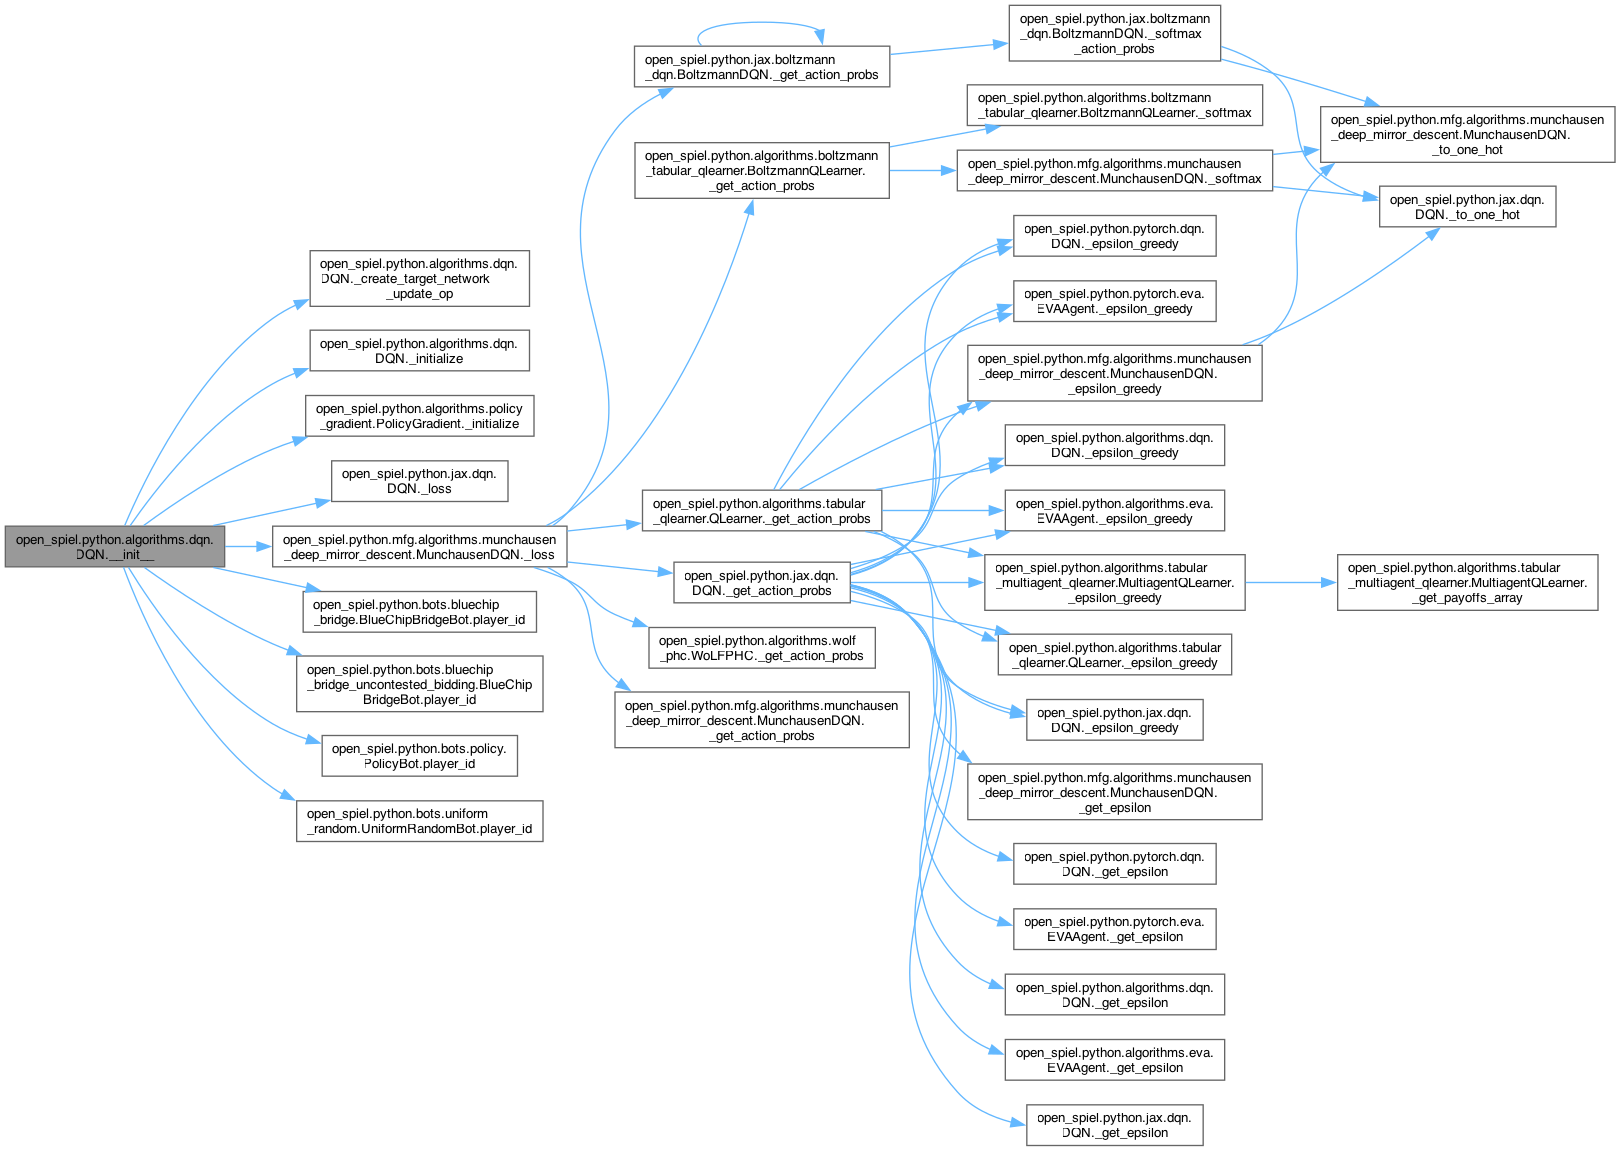 open_spiel.python.algorithms.dqn.
DQN.__init__
open_spiel.python.algorithms.dqn.
DQN._create_target_network
_update_op
open_spiel.python.algorithms.dqn.
DQN._initialize
open_spiel.python.algorithms.policy
_gradient.PolicyGradient._initialize
open_spiel.python.jax.dqn.
DQN._loss
open_spiel.python.mfg.algorithms.munchausen
_deep_mirror_descent.MunchausenDQN._loss
open_spiel.python.bots.bluechip
_bridge.BlueChipBridgeBot.player_id
open_spiel.python.bots.bluechip
_bridge_uncontested_bidding.BlueChip
BridgeBot.player_id
open_spiel.python.bots.policy.
PolicyBot.player_id
open_spiel.python.bots.uniform
_random.UniformRandomBot.player_id
open_spiel.python.jax.boltzmann
_dqn.BoltzmannDQN._get_action_probs
open_spiel.python.algorithms.boltzmann
_tabular_qlearner.BoltzmannQLearner.
_get_action_probs
open_spiel.python.algorithms.tabular
_qlearner.QLearner._get_action_probs
open_spiel.python.jax.dqn.
DQN._get_action_probs
open_spiel.python.algorithms.wolf
_phc.WoLFPHC._get_action_probs
open_spiel.python.mfg.algorithms.munchausen
_deep_mirror_descent.MunchausenDQN.
_get_action_probs
open_spiel.python.jax.boltzmann
_dqn.BoltzmannDQN._softmax
_action_probs
open_spiel.python.algorithms.boltzmann
_tabular_qlearner.BoltzmannQLearner._softmax
open_spiel.python.mfg.algorithms.munchausen
_deep_mirror_descent.MunchausenDQN._softmax
open_spiel.python.pytorch.dqn.
DQN._epsilon_greedy
open_spiel.python.pytorch.eva.
EVAAgent._epsilon_greedy
open_spiel.python.mfg.algorithms.munchausen
_deep_mirror_descent.MunchausenDQN.
_epsilon_greedy
open_spiel.python.algorithms.dqn.
DQN._epsilon_greedy
open_spiel.python.algorithms.eva.
EVAAgent._epsilon_greedy
open_spiel.python.algorithms.tabular
_multiagent_qlearner.MultiagentQLearner.
_epsilon_greedy
open_spiel.python.algorithms.tabular
_qlearner.QLearner._epsilon_greedy
open_spiel.python.jax.dqn.
DQN._epsilon_greedy
open_spiel.python.mfg.algorithms.munchausen
_deep_mirror_descent.MunchausenDQN.
_get_epsilon
open_spiel.python.pytorch.dqn.
DQN._get_epsilon
open_spiel.python.pytorch.eva.
EVAAgent._get_epsilon
open_spiel.python.algorithms.dqn.
DQN._get_epsilon
open_spiel.python.algorithms.eva.
EVAAgent._get_epsilon
open_spiel.python.jax.dqn.
DQN._get_epsilon
open_spiel.python.mfg.algorithms.munchausen
_deep_mirror_descent.MunchausenDQN.
_to_one_hot
open_spiel.python.jax.dqn.
DQN._to_one_hot
open_spiel.python.algorithms.tabular
_multiagent_qlearner.MultiagentQLearner.
_get_payoffs_array